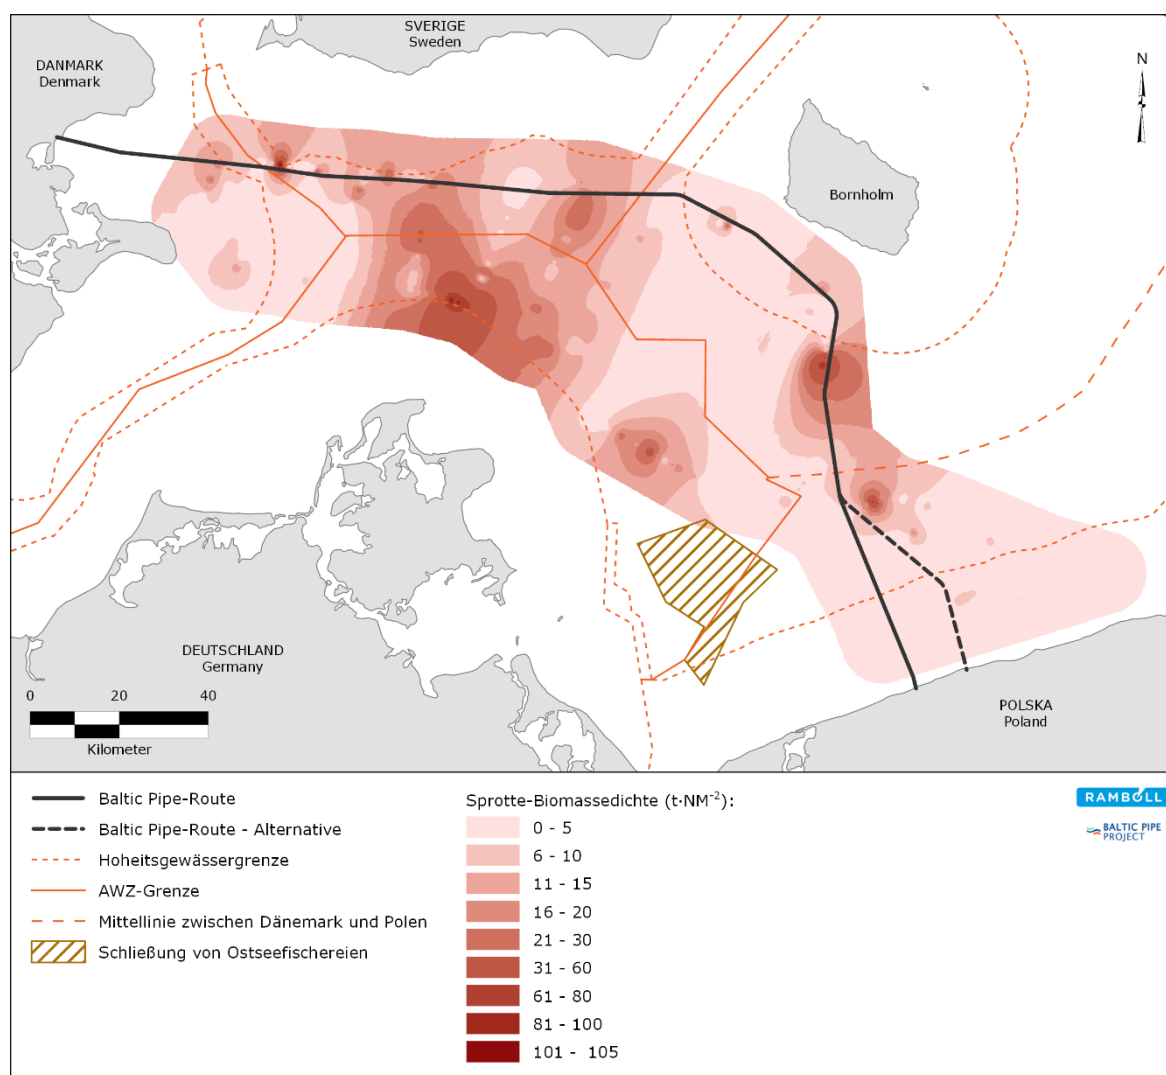 SVERIGE
Sweden
DANMARK
Denmark
N
Bornholm
DEUTSCHLAND
Germany
0 20 40
Kilometer
POLSKA
Poland
Baltic Pipe-Route
Baltic Pipe-Route - Alternative
Hoheitsgewässergrenze
AWZ-Grenze
Mittellinie zwischen Dänemark und Polen
Schließung von Ostseefischereien
Sprotte-Biomassedichte (t·NM⁻²):
0 - 5
6 - 10
11 - 15
16 - 20
21 - 30
31 - 60
61 - 80
81 - 100
101 - 105
RAMBOLL
BALTIC PIPE
PROJECT